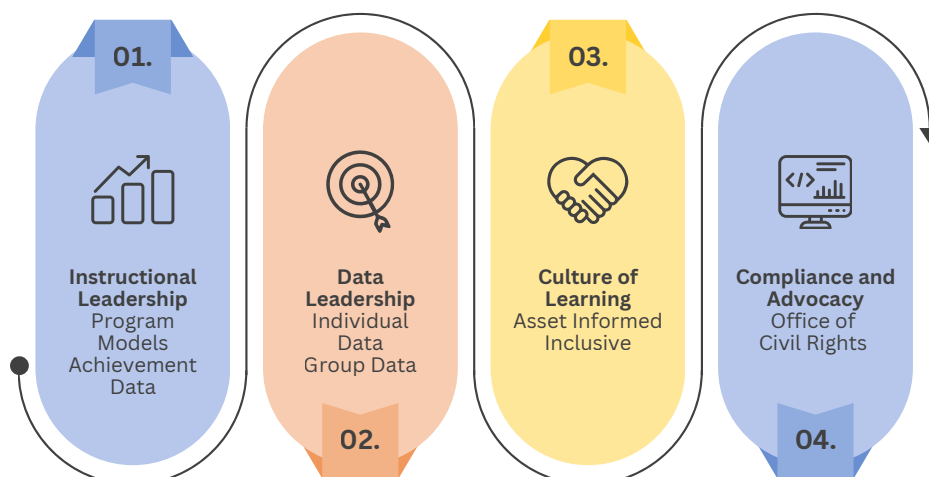 01.
Instructional
Leadership
Program
Models
Achievement
Data
Data
Leadership
Individual
Data
Group Data
02.
03.
Culture of
Learning
Asset Informed
Inclusive
</>
Compliance and
Advocacy
Office of
Civil Rights
04.